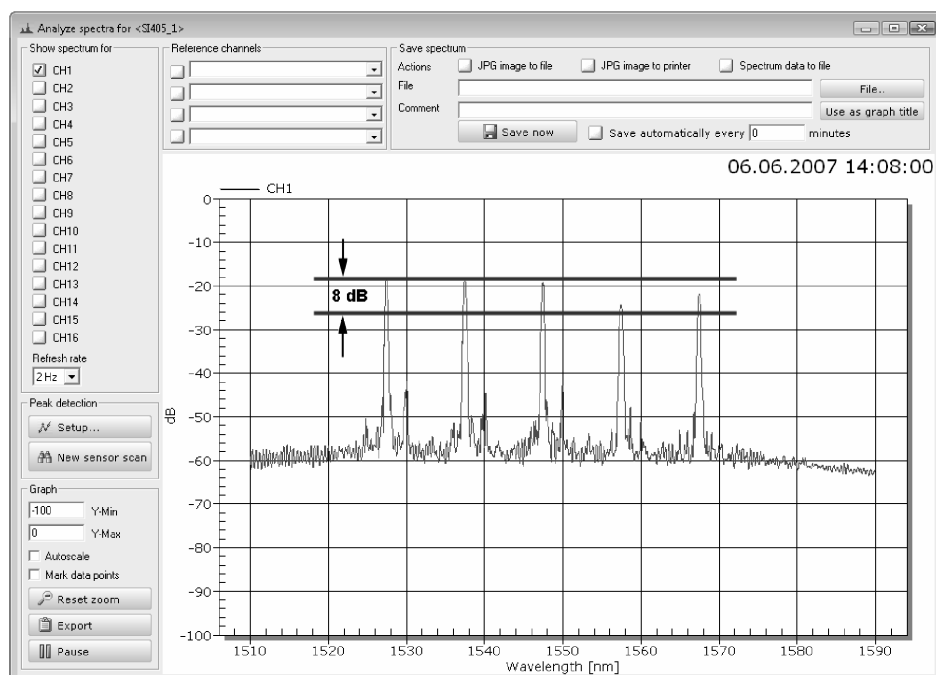 Analyze spectra for <SI405_1>
Show spectrum for
CH1
CH2
CH3
CH4
CH5
CH6
CH7
CH8
CH9
CH10
CH11
CH12
CH13
CH14
CH15
CH16
Refresh rate
2Hz
Peak detection
Setup...
New sensor scan
Graph
-100 Y-Min
0 Y-Max
Autoscale
Mark data points
Reset zoom
Export
Pause
Reference channels
Save spectrum
Actions JPG image to file JPG image to printer Spectrum data to file
File File..
Comment Use as graph title
Save now Save automatically every 0 minutes
06.06.2007 14:08:00
CH1
0
-10
-20
-30
-40
-50
-60
-70
-80
-90
-100
dB
8 dB
1510 1520 1530 1540 1550 1560 1570 1580 1590
Wavelength [nm]